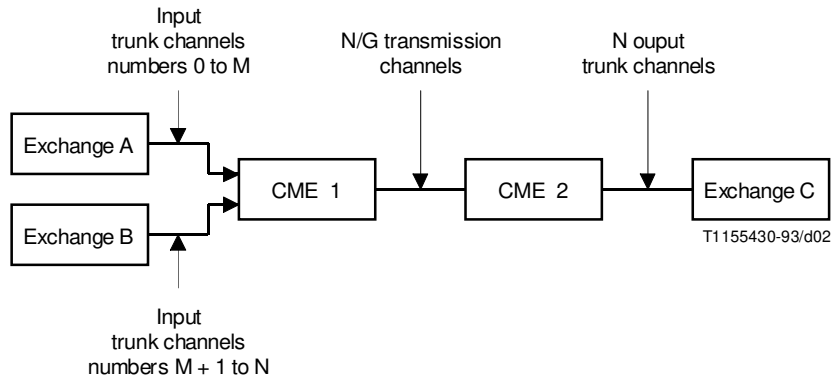 Input
trunk channels
numbers 0 to M
N/G transmission
channels
N ouput
trunk channels
Exchange A
CME 1
CME 2
Exchange C
Exchange B
T1155430-93/d02
Input
trunk channels
numbers M + 1 to N